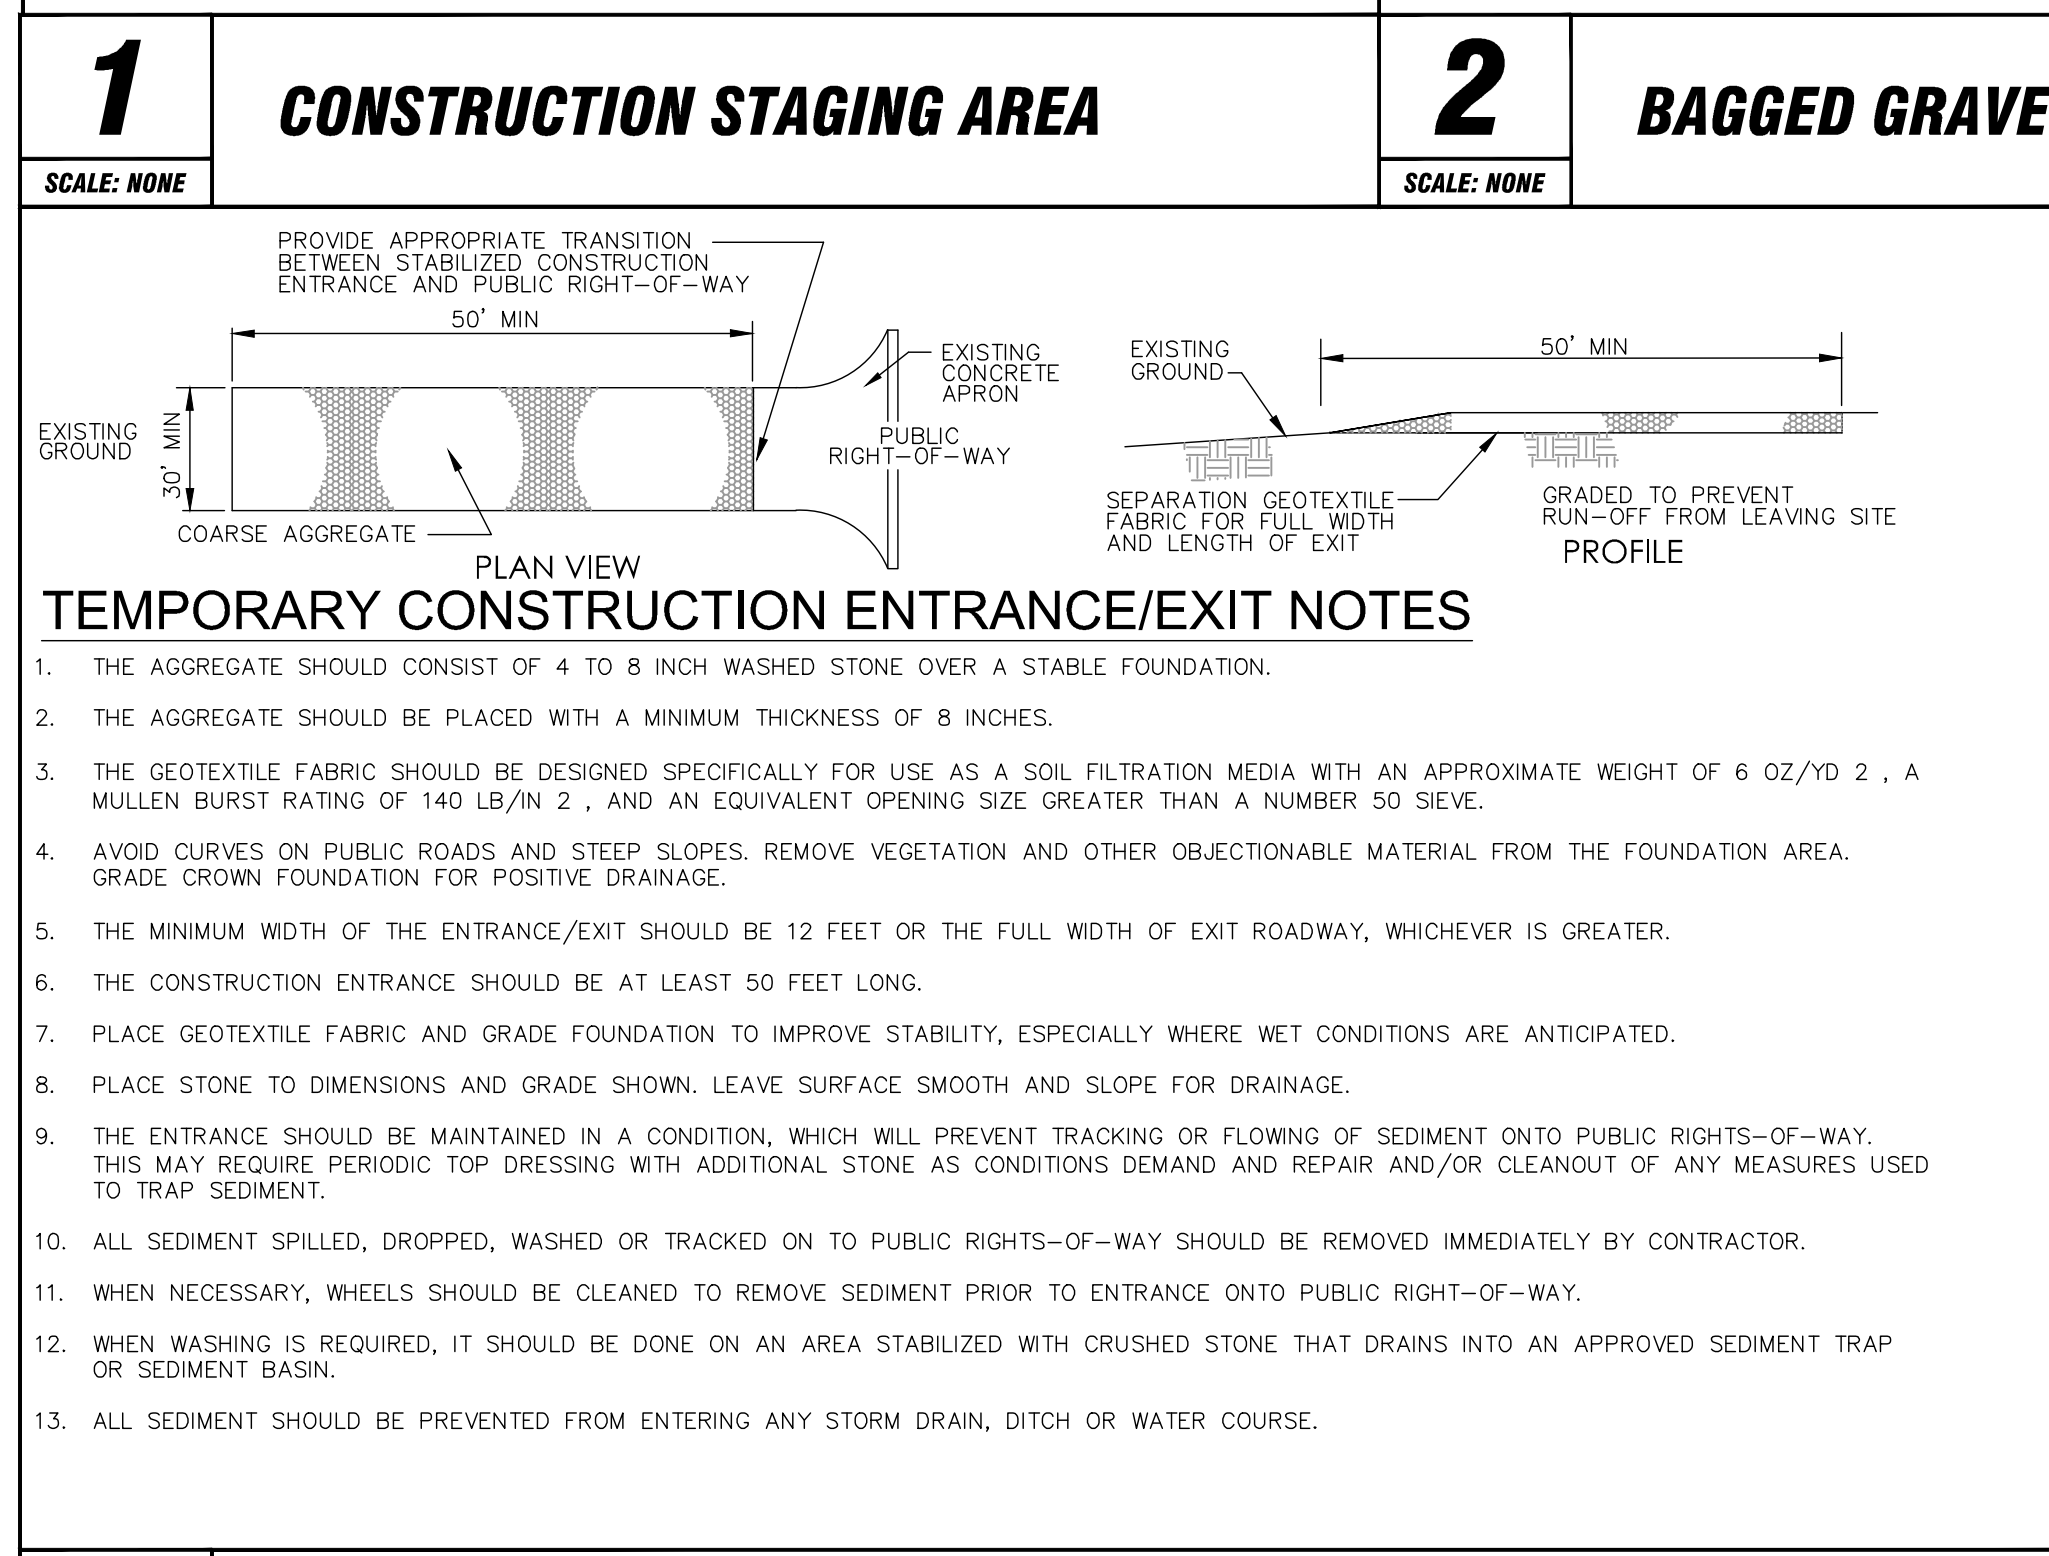 1
CONSTRUCTION STAGING AREA
SCALE: NONE
2
BAGGED GRAVE
SCALE: NONE
PROVIDE APPROPRIATE TRANSITION
BETWEEN STABILIZED CONSTRUCTION
ENTRANCE AND PUBLIC RIGHT-OF-WAY
50' MIN
EXISTING
GROUND
30' MIN
COARSE AGGREGATE
EXISTING
CONCRETE
APRON
PUBLIC
RIGHT-OF-WAY
PLAN VIEW
EXISTING
GROUND
50' MIN
SEPARATION GEOTEXTILE
FABRIC FOR FULL WIDTH
AND LENGTH OF EXIT
GRADED TO PREVENT
RUN-OFF FROM LEAVING SITE
PROFILE
TEMPORARY CONSTRUCTION ENTRANCE/EXIT NOTES
1. THE AGGREGATE SHOULD CONSIST OF 4 TO 8 INCH WASHED STONE OVER A STABLE FOUNDATION.
2. THE AGGREGATE SHOULD BE PLACED WITH A MINIMUM THICKNESS OF 8 INCHES.
3. THE GEOTEXTILE FABRIC SHOULD BE DESIGNED SPECIFICALLY FOR USE AS A SOIL FILTRATION MEDIA WITH AN APPROXIMATE WEIGHT OF 6 OZ/YD 2 , A
MULLEN BURST RATING OF 140 LB/IN 2 , AND AN EQUIVALENT OPENING SIZE GREATER THAN A NUMBER 50 SIEVE.
4. AVOID CURVES ON PUBLIC ROADS AND STEEP SLOPES. REMOVE VEGETATION AND OTHER OBJECTIONABLE MATERIAL FROM THE FOUNDATION AREA.
GRADE CROWN FOUNDATION FOR POSITIVE DRAINAGE.
5. THE MINIMUM WIDTH OF THE ENTRANCE/EXIT SHOULD BE 12 FEET OR THE FULL WIDTH OF EXIT ROADWAY, WHICHEVER IS GREATER.
6. THE CONSTRUCTION ENTRANCE SHOULD BE AT LEAST 50 FEET LONG.
7. PLACE GEOTEXTILE FABRIC AND GRADE FOUNDATION TO IMPROVE STABILITY, ESPECIALLY WHERE WET CONDITIONS ARE ANTICIPATED.
8. PLACE STONE TO DIMENSIONS AND GRADE SHOWN. LEAVE SURFACE SMOOTH AND SLOPE FOR DRAINAGE.
9. THE ENTRANCE SHOULD BE MAINTAINED IN A CONDITION, WHICH WILL PREVENT TRACKING OR FLOWING OF SEDIMENT ONTO PUBLIC RIGHTS-OF-WAY.
THIS MAY REQUIRE PERIODIC TOP DRESSING WITH ADDITIONAL STONE AS CONDITIONS DEMAND AND REPAIR AND/OR CLEANOUT OF ANY MEASURES USED
TO TRAP SEDIMENT.
10. ALL SEDIMENT SPILLED, DROPPED, WASHED OR TRACKED ON TO PUBLIC RIGHTS-OF-WAY SHOULD BE REMOVED IMMEDIATELY BY CONTRACTOR.
11. WHEN NECESSARY, WHEELS SHOULD BE CLEANED TO REMOVE SEDIMENT PRIOR TO ENTRANCE ONTO PUBLIC RIGHT-OF-WAY.
12. WHEN WASHING IS REQUIRED, IT SHOULD BE DONE ON AN AREA STABILIZED WITH CRUSHED STONE THAT DRAINS INTO AN APPROVED SEDIMENT TRAP
OR SEDIMENT BASIN.
13. ALL SEDIMENT SHOULD BE PREVENTED FROM ENTERING ANY STORM DRAIN, DITCH OR WATER COURSE.